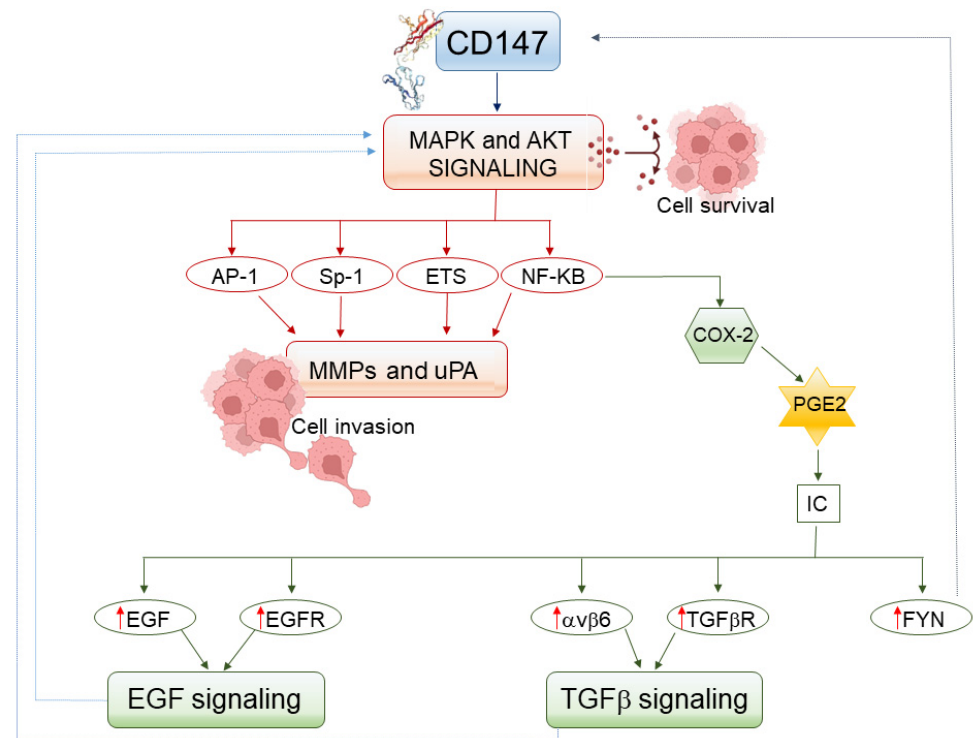 CD147
MAPK and AKT
SIGNALING
Cell survival
AP-1
Sp-1
ETS
NF-KB
COX-2
MMPs and uPA
PGE2
Cell invasion
IC
EGF
EGFR
αvβ6
TGFβR
FYN
EGF signaling
TGFβ signaling